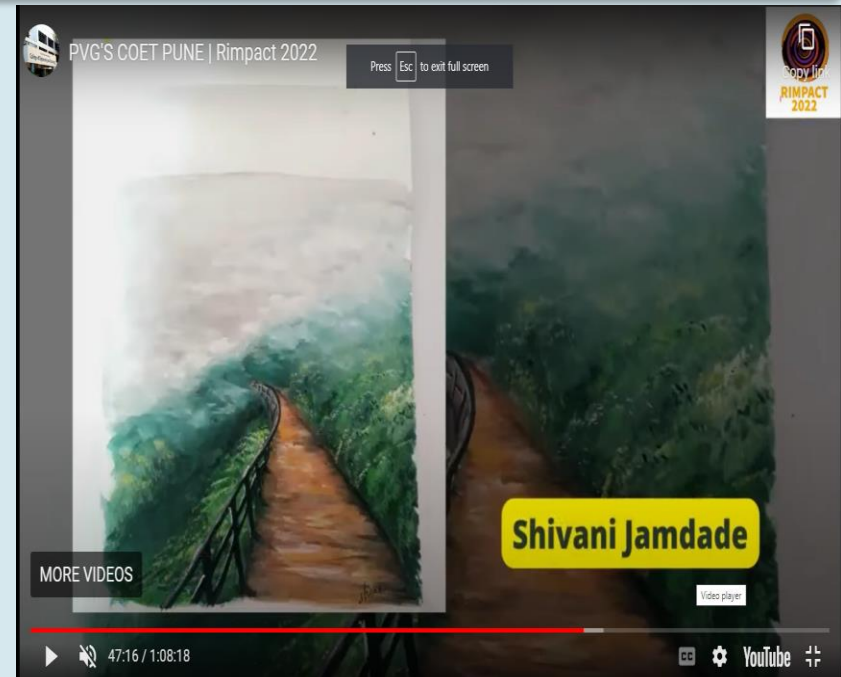 PVG'S COET PUNE | Rimpact 2022
Press Esc to exit full screen
Copy link
RIMPACT
2022
Shivani Jamdade
MORE VIDEOS
Video player
47:16 / 1:08:18
CC
YouTube